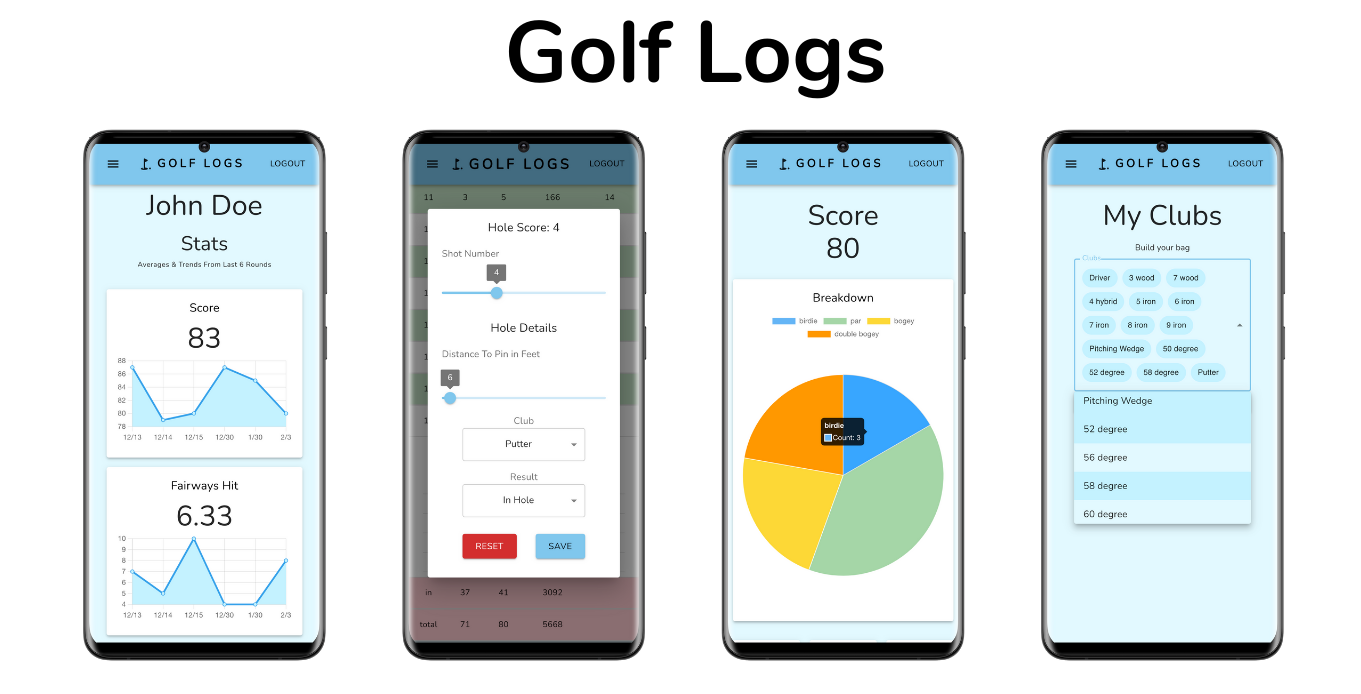 Golf Logs
GOLF LOGS LOGOUT
John Doe
Stats
Averages & Trends From Last 6 Rounds
Score
83
88
86
84
82
80
78
12/13 12/14 12/15 12/30 1/30 2/3
Fairways Hit
6.33
10
9
8
7
6
5
4
12/13 12/14 12/15 12/30 1/30 2/3
GOLF LOGS LOGOUT
11 3 5 166 14
Hole Score: 4
Shot Number
4
Hole Details
Distance To Pin in Feet
6
Club
Putter
Result
In Hole
RESET SAVE
in 37 41 3092
total 71 80 5668
GOLF LOGS LOGOUT
Score
80
Breakdown
birdie par bogey
double bogey
birdie
Count: 3
GOLF LOGS LOGOUT
My Clubs
Build your bag
Clubs
Driver 3 wood 7 wood
4 hybrid 5 iron 6 iron
7 iron 8 iron 9 iron
Pitching Wedge 50 degree
52 degree 58 degree Putter
Pitching Wedge
52 degree
56 degree
58 degree
60 degree